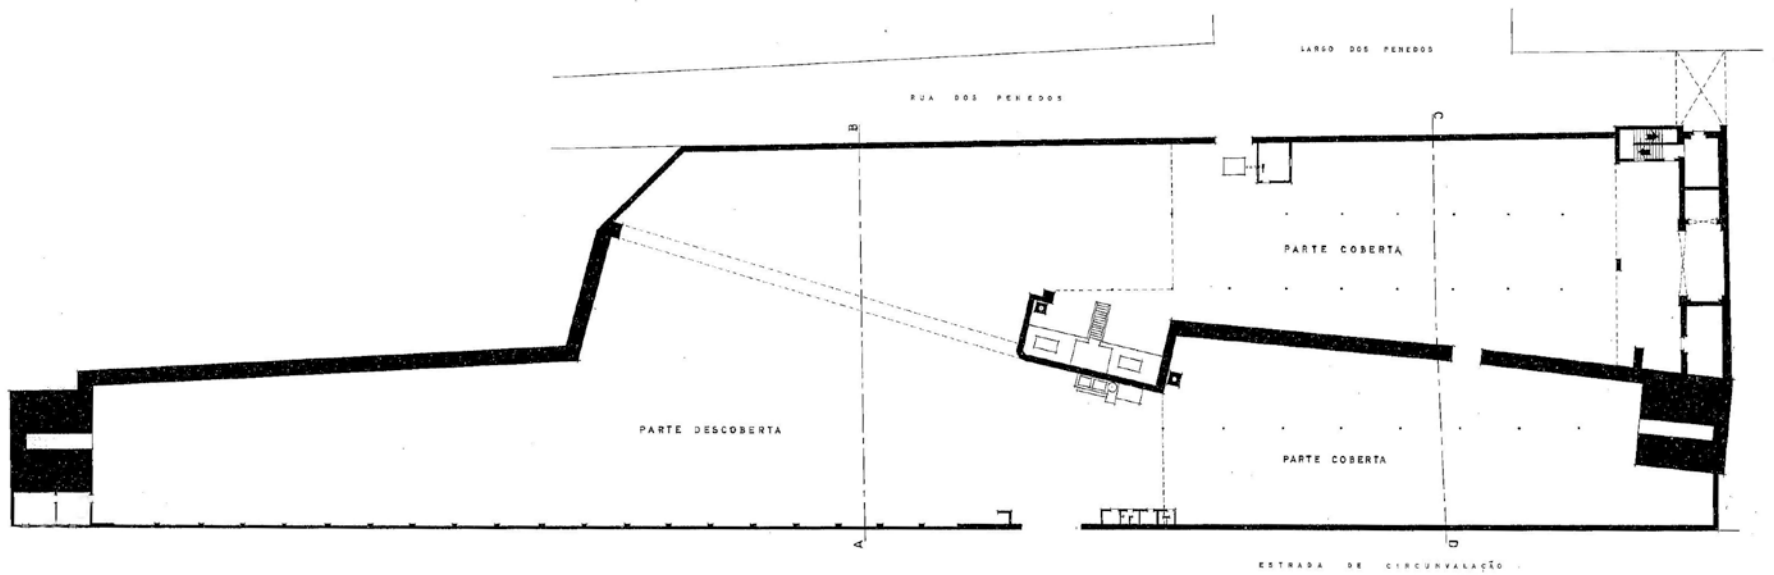 LARGO DOS PENEDOS
RUA DOS PENEDOS
B
C
PARTE COBERTA
PARTE DESCOBERTA
PARTE COBERTA
A
D
ESTRADA DE CIRCUNVALAÇÃO